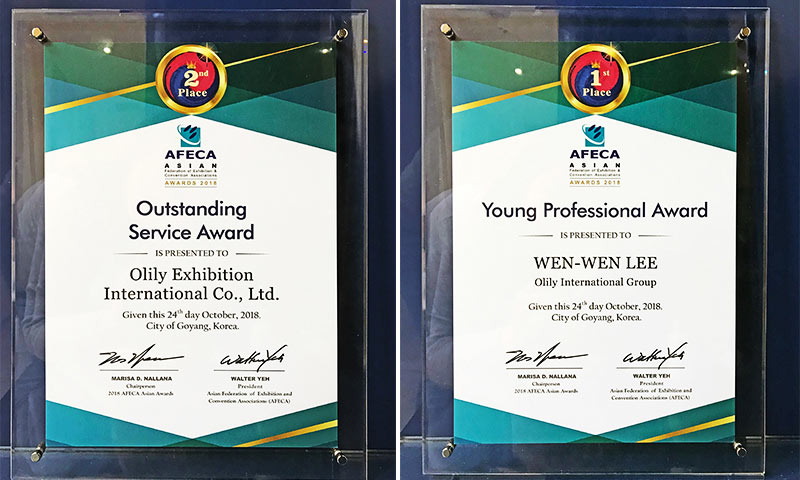 2nd
Place
AFECA
ASIAN
Federation of Exhibition &
Convention Associations
AWARDS 2018
Outstanding
Service Award
IS PRESENTED TO
Olily Exhibition
International Co., Ltd.
Given this 24th day October, 2018.
City of Goyang, Korea.
MARISA D. NALLANA
Chairperson
2018 AFECA Asian Awards
WALTER YEH
President
Asian Federation of Exhibition and
Convention Associations (AFECA)
1st
Place
AFECA
ASIAN
Federation of Exhibition &
Convention Associations
AWARDS 2018
Young Professional Award
IS PRESENTED TO
WEN-WEN LEE
Olily International Group
Given this 24th day October, 2018.
City of Goyang, Korea.
MARISA D. NALLANA
Chairperson
2018 AFECA Asian Awards
WALTER YEH
President
Asian Federation of Exhibition and
Convention Associations (AFECA)